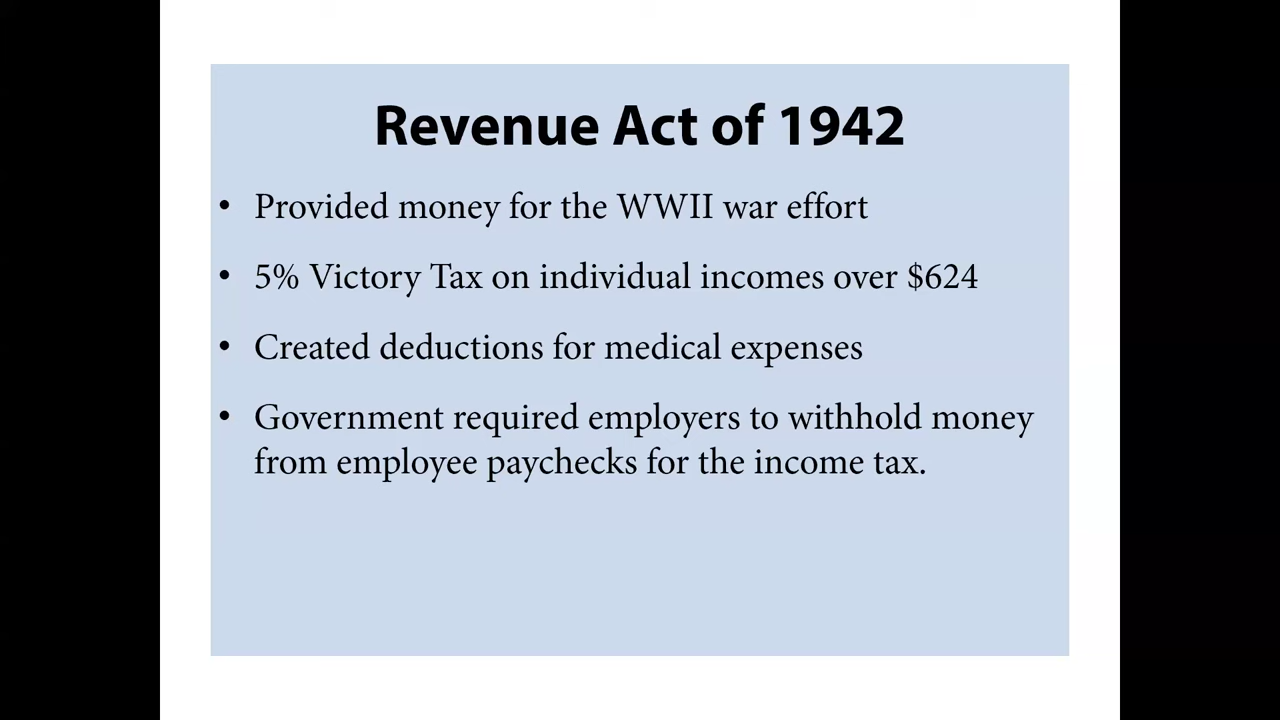 Revenue Act of 1942
• Provided money for the WWII war effort
• 5% Victory Tax on individual incomes over $624
• Created deductions for medical expenses
• Government required employers to withhold money
from employee paychecks for the income tax.